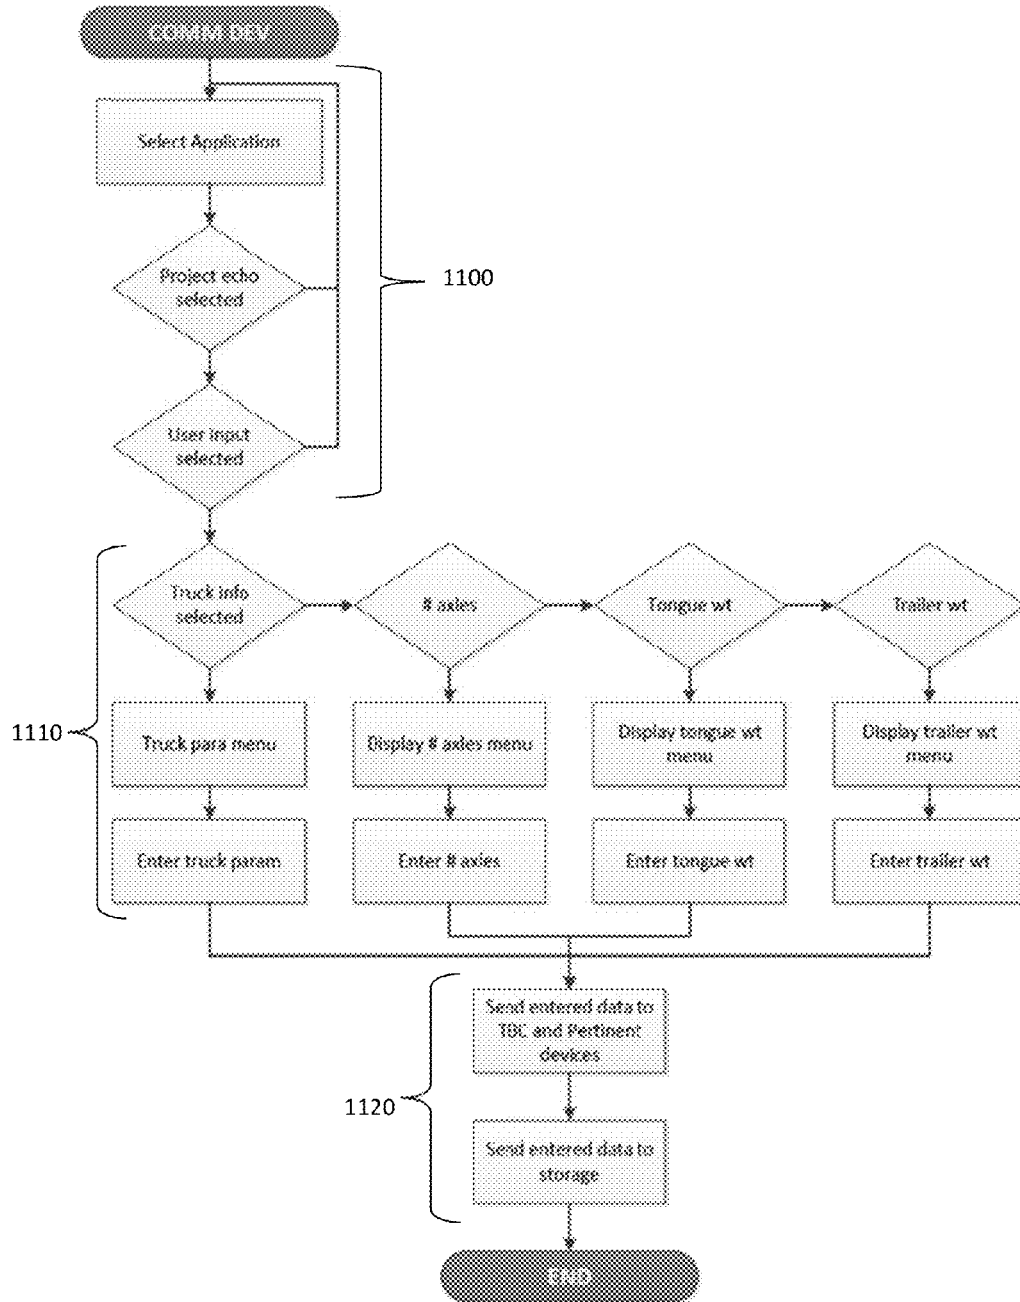 COMM DEV
Select Application
Project echo
selected
1100
User input
selected
Truck info
selected
# axles
Tongue wt
Trailer wt
1110
Truck para menu
Display # axles menu
Display tongue wt
menu
Display trailer wt
menu
Enter truck param
Enter # axles
Enter tongue wt
Enter trailer wt
Send entered data to
TBC and Pertinent
devices
1120
Send entered data to
storage
END